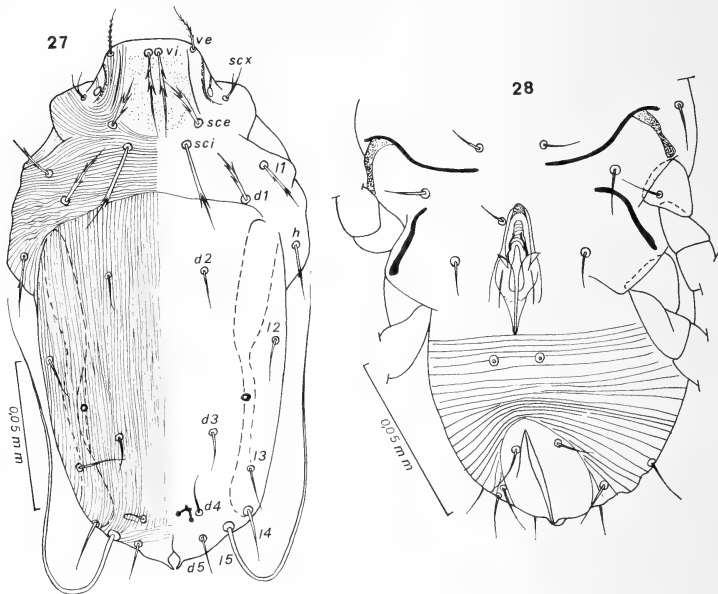 27
ve
vi.
scx
sce
sci
l1
d1
h
d2
l2
d3
l3
d4
l4
l5
d5
0,05 mm
28
0,05 mm